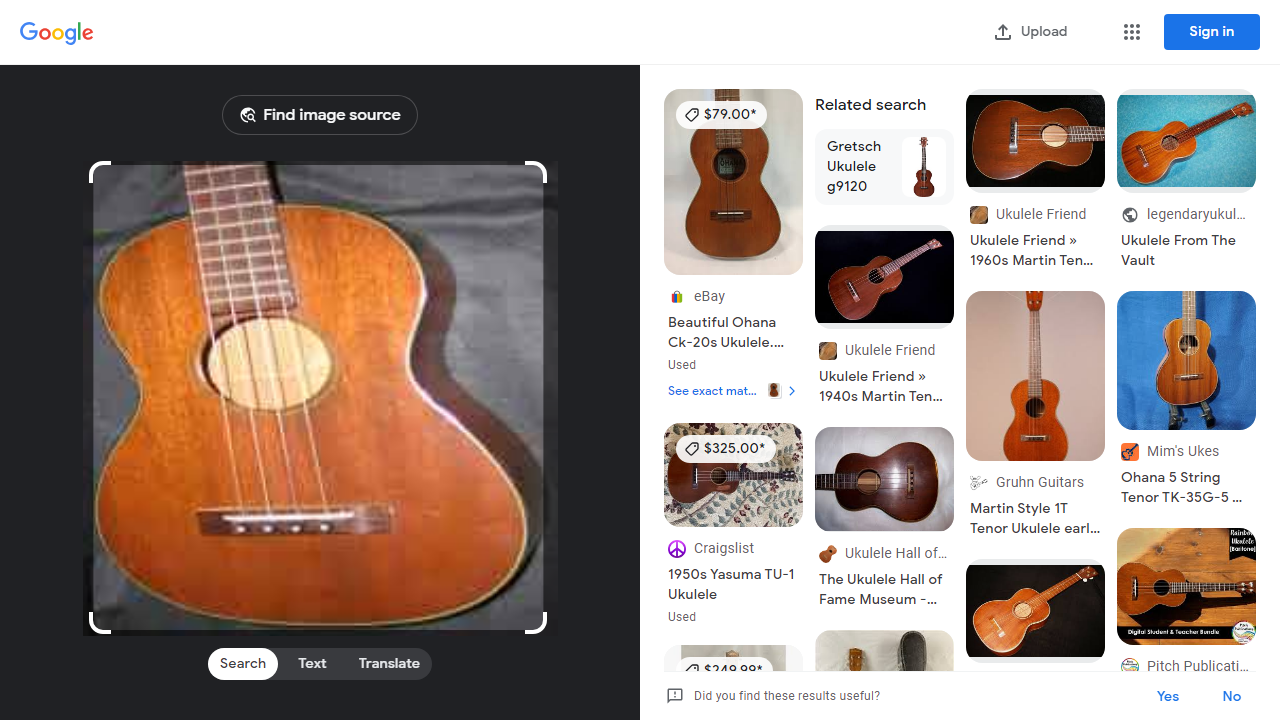 Google
Upload
Sign in
Find image source
Search
Text
Translate
$79.00*
eBay
Beautiful Ohana
Ck-20s Ukulele....
Used
See exact mat...
$325.00*
Craigslist
1950s Yasuma TU-1
Ukulele
Used
$249.99*
Related search
Gretsch
Ukulele
g9120
Ukulele Friend
Ukulele Friend »
1940s Martin Ten...
Ukulele Hall of...
The Ukulele Hall of
Fame Museum -...
Ukulele Friend
Ukulele Friend »
1960s Martin Ten...
Gruhn Guitars
Martin Style 1T
Tenor Ukulele earl...
legendaryukul...
Ukulele From The
Vault
Mim's Ukes
Ohana 5 String
Tenor TK-35G-5 ...
Rainbow
Ukulele
[Baritone]
Digital Student & Teacher Bundle
Pitch Publicati...
Did you find these results useful?
Yes
No